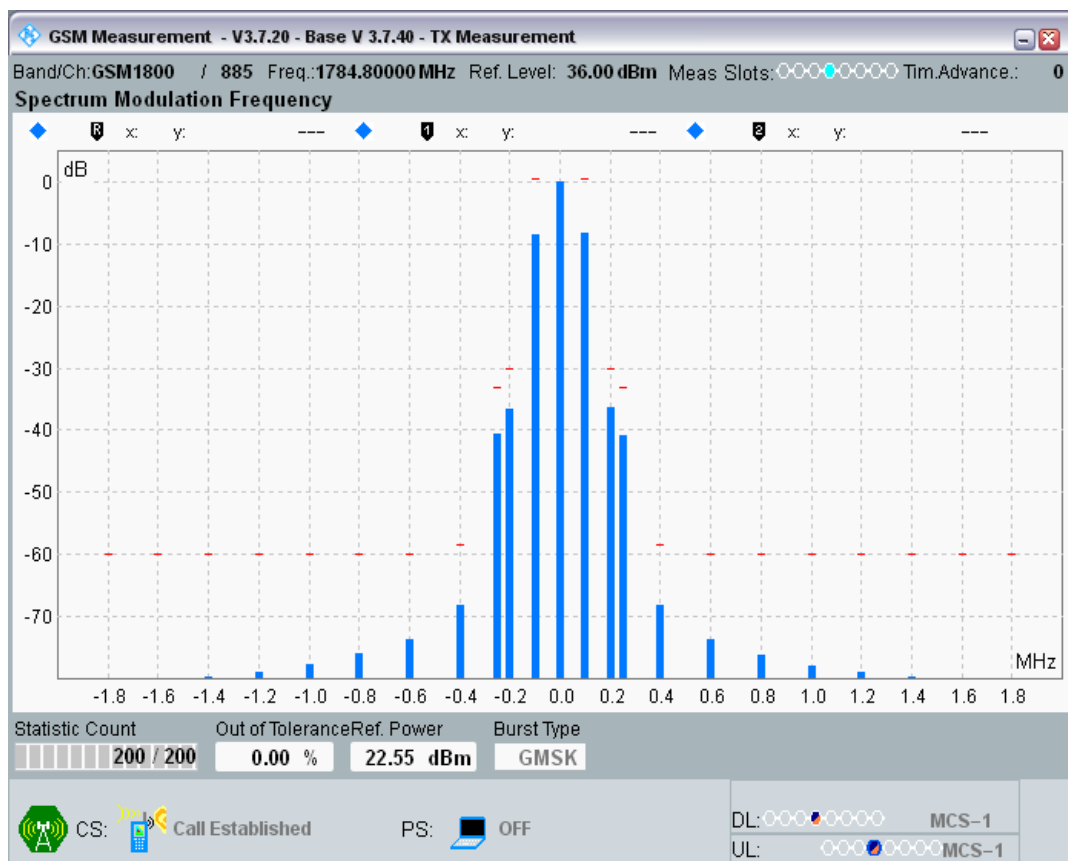 GSM Measurement - V3.7.20 - Base V 3.7.40 - TX Measurement
Band/Ch:GSM1800 / 885 Freq.:1784.80000 MHz Ref. Level: 36.00 dBm Meas Slots: Tim.Advance.: 0
Spectrum Modulation Frequency
R x: y: --- 1 x: y: --- 2 x: y: ---
dB
0
-10
-20
-30
-40
-50
-60
-70
MHz
-1.8 -1.6 -1.4 -1.2 -1.0 -0.8 -0.6 -0.4 -0.2 0.0 0.2 0.4 0.6 0.8 1.0 1.2 1.4 1.6 1.8
Statistic Count Out of Tolerance Ref. Power Burst Type
200 / 200 0.00 % 22.55 dBm GMSK
CS: Call Established PS: OFF DL: MCS-1
UL: MCS-1